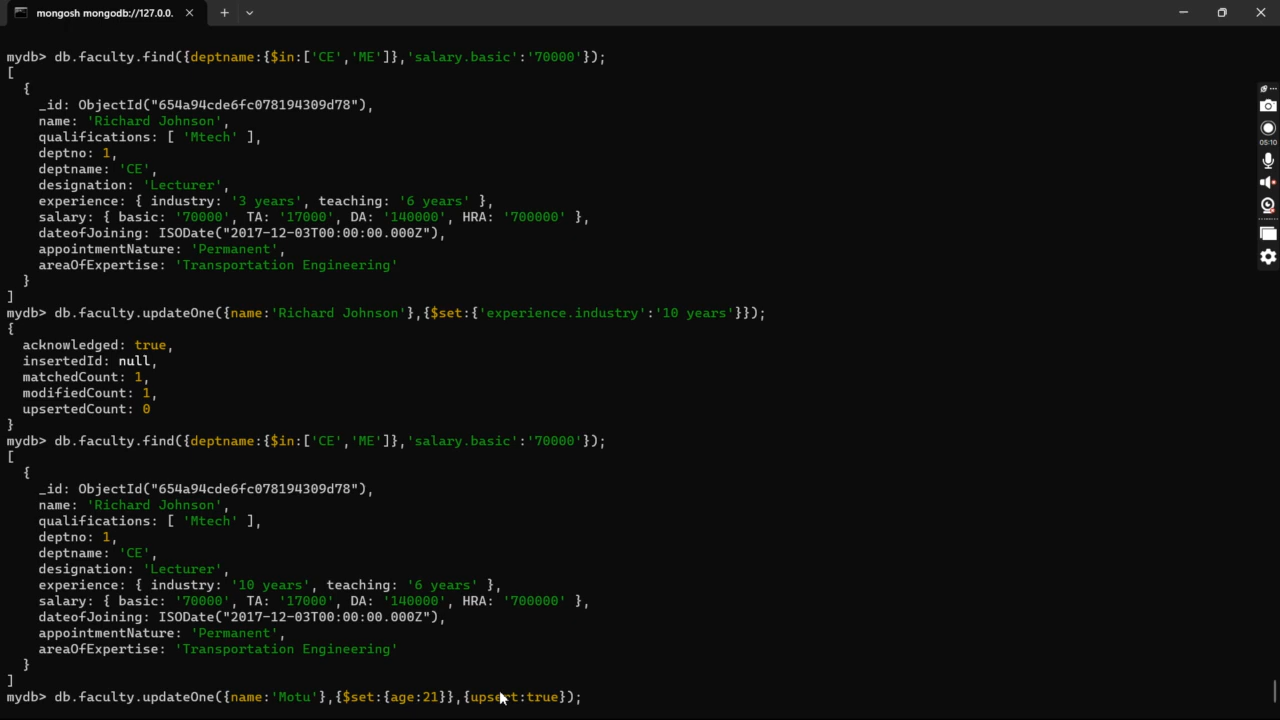 mongosh mongodb://127.0.0.
mydb> db.faculty.find({deptname:{$in:['CE','ME']},'salary.basic':'70000'});
[
  {
    _id: ObjectId("654a94cde6fc078194309d78"),
    name: 'Richard Johnson',
    qualifications: [ 'Mtech' ],
    deptno: 1,
    deptname: 'CE',
    designation: 'Lecturer',
    experience: { industry: '3 years', teaching: '6 years' },
    salary: { basic: '70000', TA: '17000', DA: '140000', HRA: '700000' },
    dateofJoining: ISODate("2017-12-03T00:00:00.000Z"),
    appointmentNature: 'Permanent',
    areaOfExpertise: 'Transportation Engineering'
  }
]
mydb> db.faculty.updateOne({name:'Richard Johnson'},{$set:{'experience.industry':'10 years'}});
{
  acknowledged: true,
  insertedId: null,
  matchedCount: 1,
  modifiedCount: 1,
  upsertedCount: 0
}
mydb> db.faculty.find({deptname:{$in:['CE','ME']},'salary.basic':'70000'});
[
  {
    _id: ObjectId("654a94cde6fc078194309d78"),
    name: 'Richard Johnson',
    qualifications: [ 'Mtech' ],
    deptno: 1,
    deptname: 'CE',
    designation: 'Lecturer',
    experience: { industry: '10 years', teaching: '6 years' },
    salary: { basic: '70000', TA: '17000', DA: '140000', HRA: '700000' },
    dateofJoining: ISODate("2017-12-03T00:00:00.000Z"),
    appointmentNature: 'Permanent',
    areaOfExpertise: 'Transportation Engineering'
  }
]
mydb> db.faculty.updateOne({name:'Motu'},{$set:{age:21}},{upsert:true});
05:10